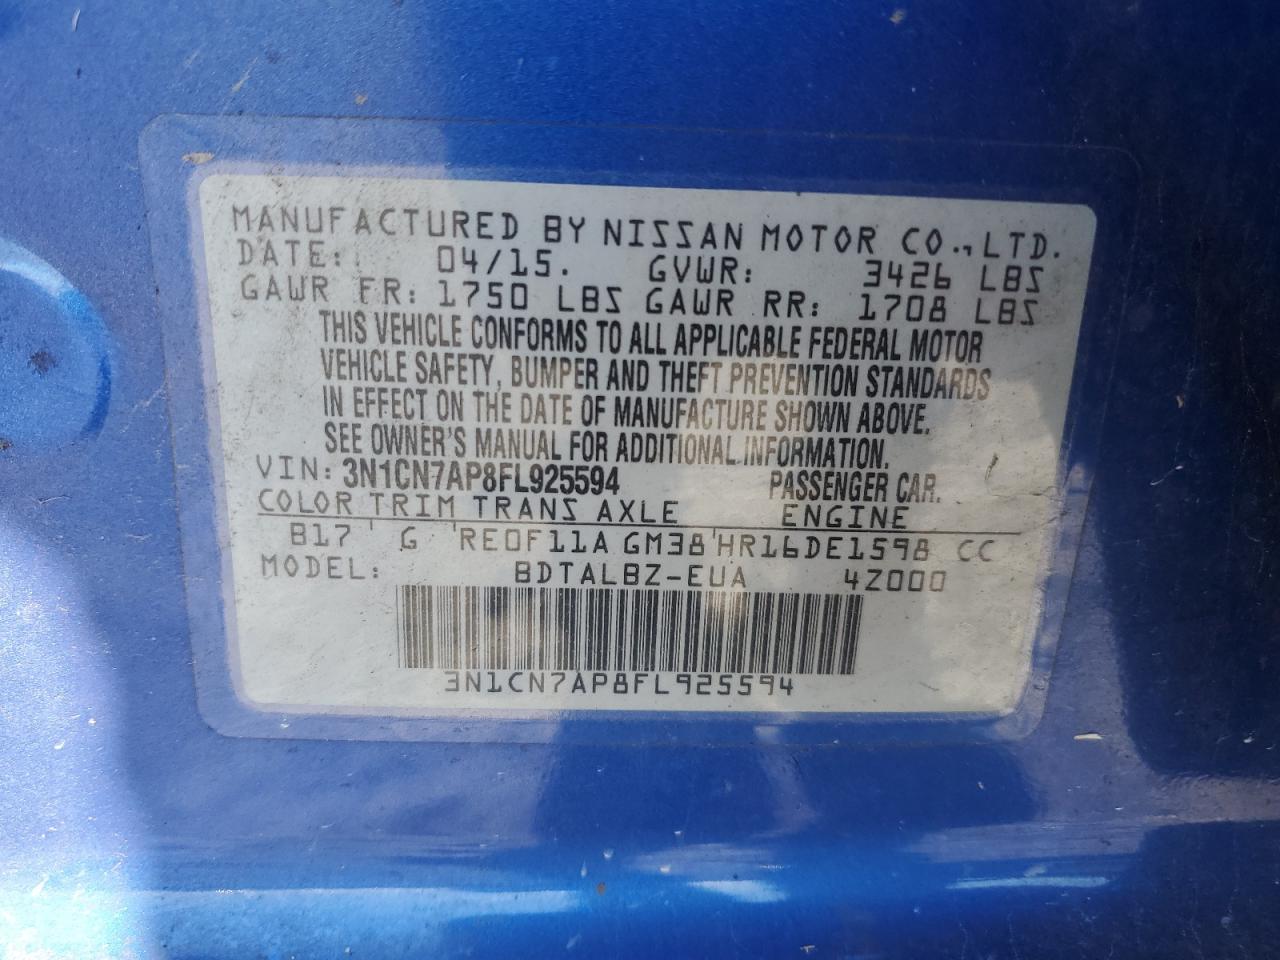 MANUFACTURED BY NISSAN MOTOR CO., LTD.
DATE: 04/15. GVWR: 3426 LBS
GAWR FR: 1750 LBS GAWR RR: 1708 LBS
THIS VEHICLE CONFORMS TO ALL APPLICABLE FEDERAL MOTOR
VEHICLE SAFETY, BUMPER AND THEFT PREVENTION STANDARDS
IN EFFECT ON THE DATE OF MANUFACTURE SHOWN ABOVE.
SEE OWNER'S MANUAL FOR ADDITIONAL INFORMATION.
VIN: 3N1CN7AP8FL925594 PASSENGER CAR.
COLOR TRIM TRANS AXLE ENGINE
B17 G RE0F11A GM38 HR16DE1598 CC
MODEL: BDTALBZ-EUA 4Z000
3N1CN7AP8FL925594